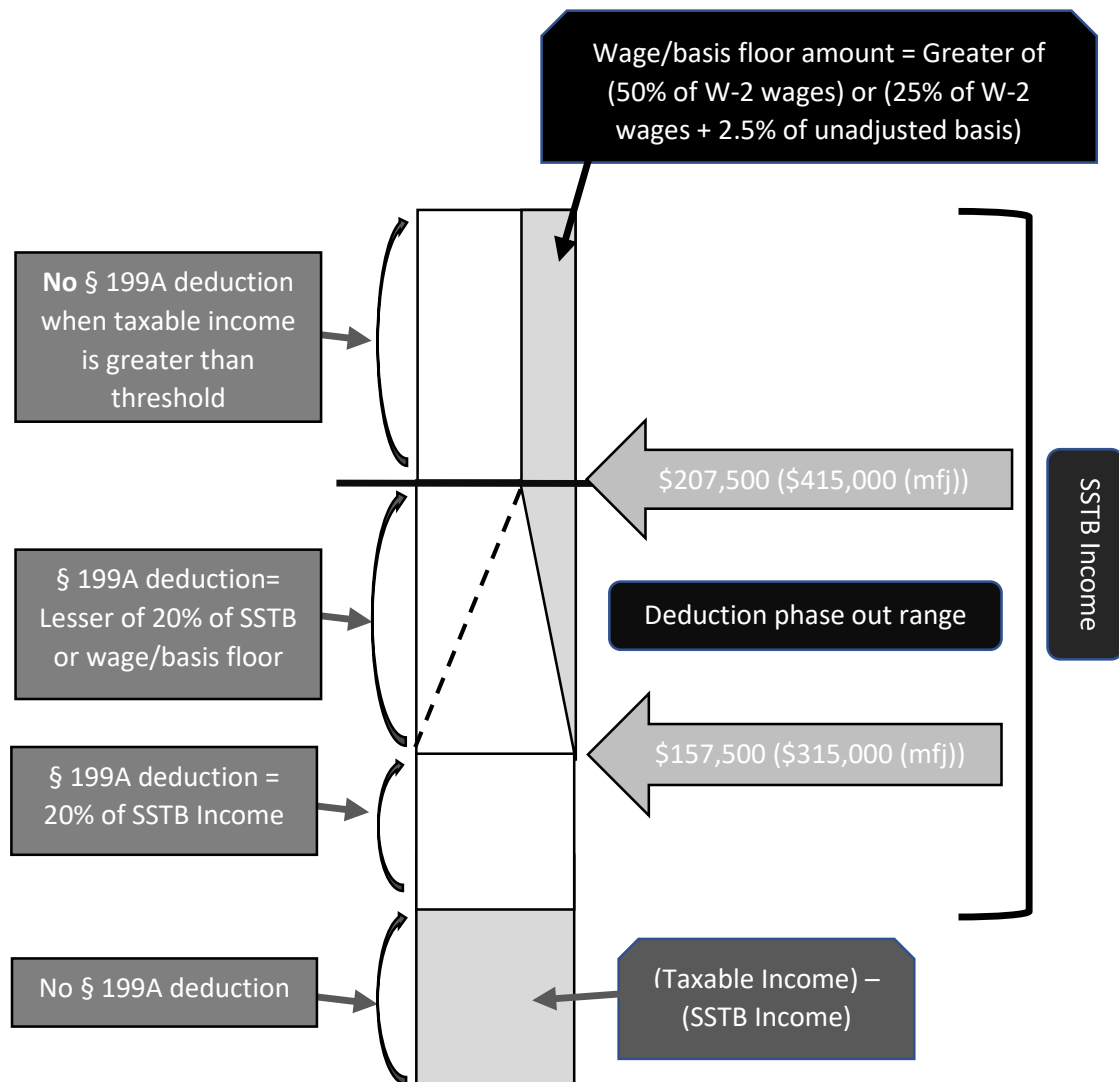 Wage/basis floor amount = Greater of
(50% of W-2 wages) or (25% of W-2
wages + 2.5% of unadjusted basis)
No § 199A deduction
when taxable income
is greater than
threshold
$207,500 ($415,000 (mfj))
SSTB Income
§ 199A deduction=
Lesser of 20% of SSTB
or wage/basis floor
Deduction phase out range
$157,500 ($315,000 (mfj))
§ 199A deduction =
20% of SSTB Income
No § 199A deduction
(Taxable Income) –
(SSTB Income)